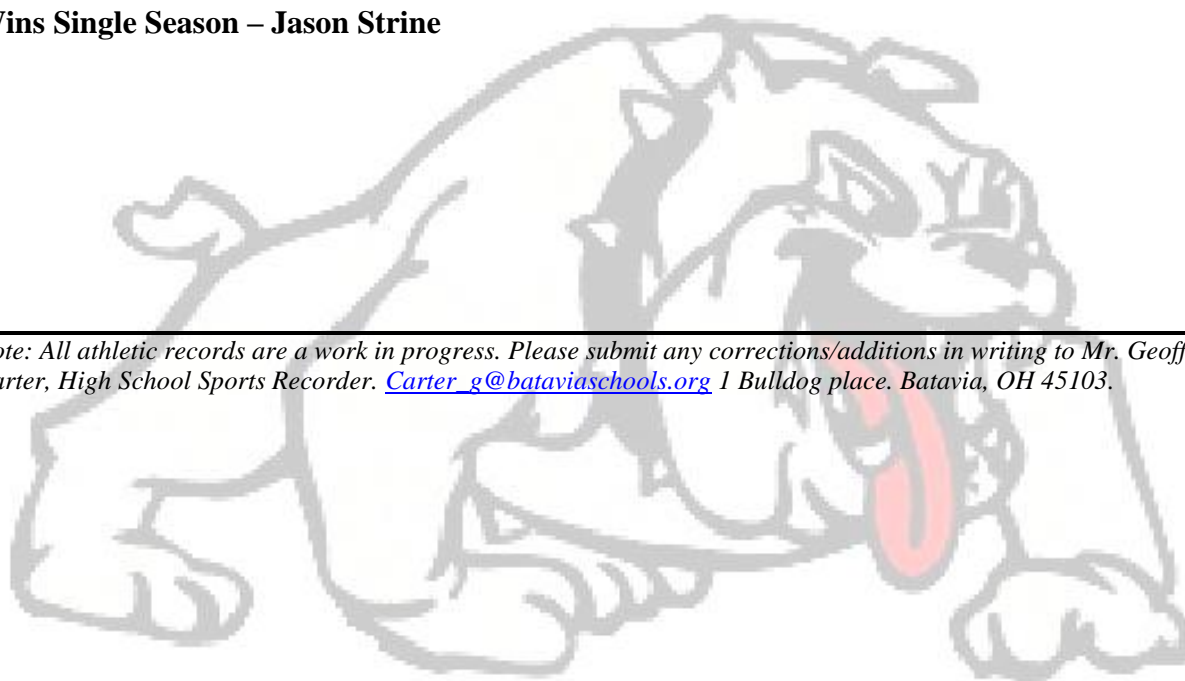 ins Single Season – Jason Strine
ote: All athletic records are a work in progress. Please submit any corrections/additions in writing to Mr. Geoff
arter, High School Sports Recorder. Carter_g@bataviaschools.org 1 Bulldog place. Batavia, OH 45103.